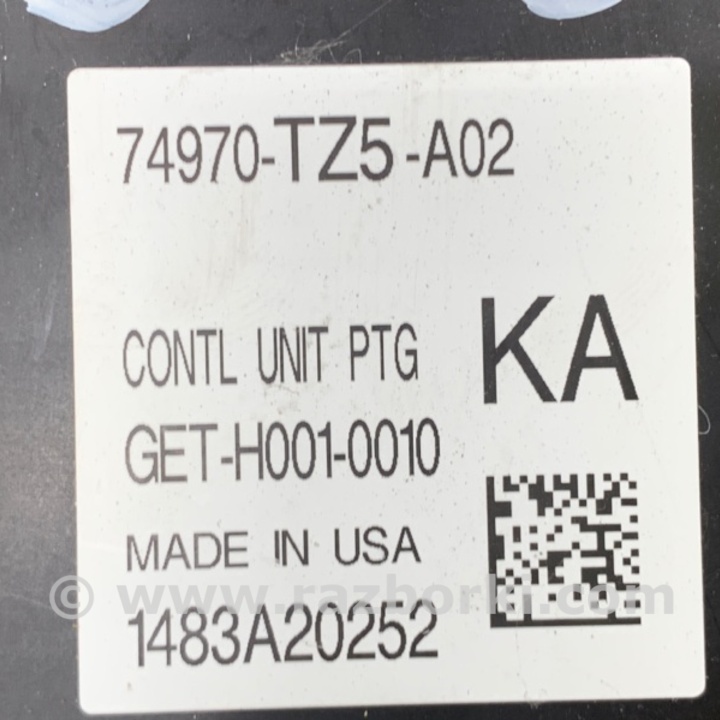 74970-TZ5-A02
CONTL UNIT PTG KA
GET-H001-0010
MADE IN USA
© www.razborki.com
1483A20252